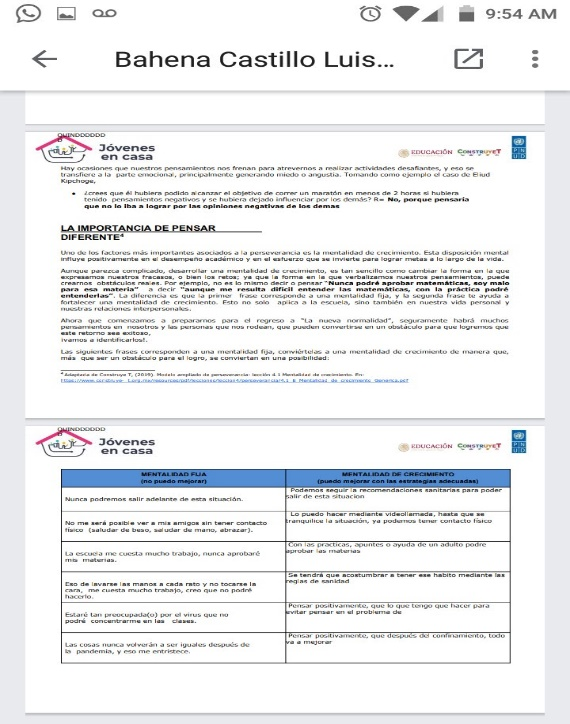 9:54 AM
Bahena Castillo Luis...
QUINDDDDDD
Jóvenes
en casa
EDUCACIÓN CONSTRUYET
PNUD
Hay ocasiones que nuestros pensamientos nos frenan para atrevernos a realizar actividades desafiantes, y eso se
transfiere a la parte emocional, principalmente generando miedo o angustia. Tomando como ejemplo el caso de Eliud
Kipchoge,
• ¿crees que él hubiera podido alcanzar el objetivo de correr un maratón en menos de 2 horas si hubiera
tenido pensamientos negativos y se hubiera dejado influenciar por los demás? R= No, porque pensaria
que no lo iba a lograr por las opiniones negativas de los demas
LA IMPORTANCIA DE PENSAR
DIFERENTE⁴
Uno de los factores más importantes asociados a la perseverancia es la mentalidad de crecimiento. Esta disposición mental
influye positivamente en el desempeño académico y en el esfuerzo que se invierte para lograr metas a lo largo de la vida.
Aunque parezca complicado, desarrollar una mentalidad de crecimiento, es tan sencillo como cambiar la forma en la que
expresamos nuestros fracasos, o bien los retos; ya que la forma en la que verbalizamos nuestros pensamientos, puede
crearnos obstáculos reales. Por ejemplo, no es lo mismo decir o pensar "Nunca podré aprobar matemáticas, soy malo
para esa materia" a decir "aunque me resulta difícil entender las matemáticas, con la práctica podré
entenderlas". La diferencia es que la primer frase corresponde a una mentalidad fija, y la segunda frase te ayuda a
fortalecer una mentalidad de crecimiento. Esto no solo aplica a la escuela, sino también en nuestra vida personal y
nuestras relaciones interpersonales.
Ahora que comenzamos a prepararnos para el regreso a "La nueva normalidad", seguramente habrá muchos
pensamientos en nosotros y las personas que nos rodean, que pueden convertirse en un obstáculo para que logremos que
este retorno sea exitoso,
¡vamos a identificarlos!.
Las siguientes frases corresponden a una mentalidad fija, conviértelas a una mentalidad de crecimiento de manera que,
más que ser un obstáculo para el logro, se conviertan en una posibilidad:
⁴ Adaptacia de Construye T, (2019). Modelo ampliado de perseverancia: lección 4.1 Mentalidad de crecimiento. En:
QUINDDDDDD
Jóvenes
en casa
EDUCACIÓN CONSTRUYET
PNUD
MENTALIDAD FIJA MENTALIDAD DE CRECIMIENTO
(no puedo mejorar) (puedo mejorar con las estrategias adecuadas)
Nunca podremos salir adelante de esta situación.
Podemos seguir la recomendaciones sanitarias para poder
salir de esta situacion
No me será posible ver a mis amigos sin tener contacto
físico (saludar de beso, saludar de mano, abrazar).
Lo puedo hacer mediante videollamada, hasta que se
tranquilice la situación, ya podemos tener contacto físico
La escuela me cuesta mucho trabajo, nunca aprobaré
mis materias.
Con las practicas, apuntes o ayuda de un adulto podre
aprobar las materias
Eso de lavarse las manos a cada rato y no tocarse la
cara, me cuesta mucho trabajo, creo que no podré
hacerlo.
Se tendrá que acostumbrar a tener ese habito mediante las
reglas de sanidad
Estaré tan preocupada(o) por el virus que no
podré concentrarme en las clases.
Pensar positivamente, que lo que tengo que hacer para
evitar pensar en el problema de
Las cosas nunca volverán a ser iguales después de
la pandemia, y eso me entristece.
Pensar positivamente, que después del confinamiento, todo
va a mejorar